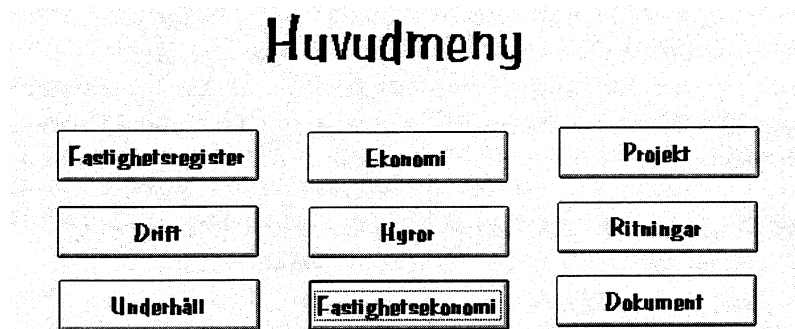 Huvudmeny
Fastighetsregister Ekonomi Projekt
Drift Hyror Ritningar
Underhåll Fastighetsekonomi Dokument